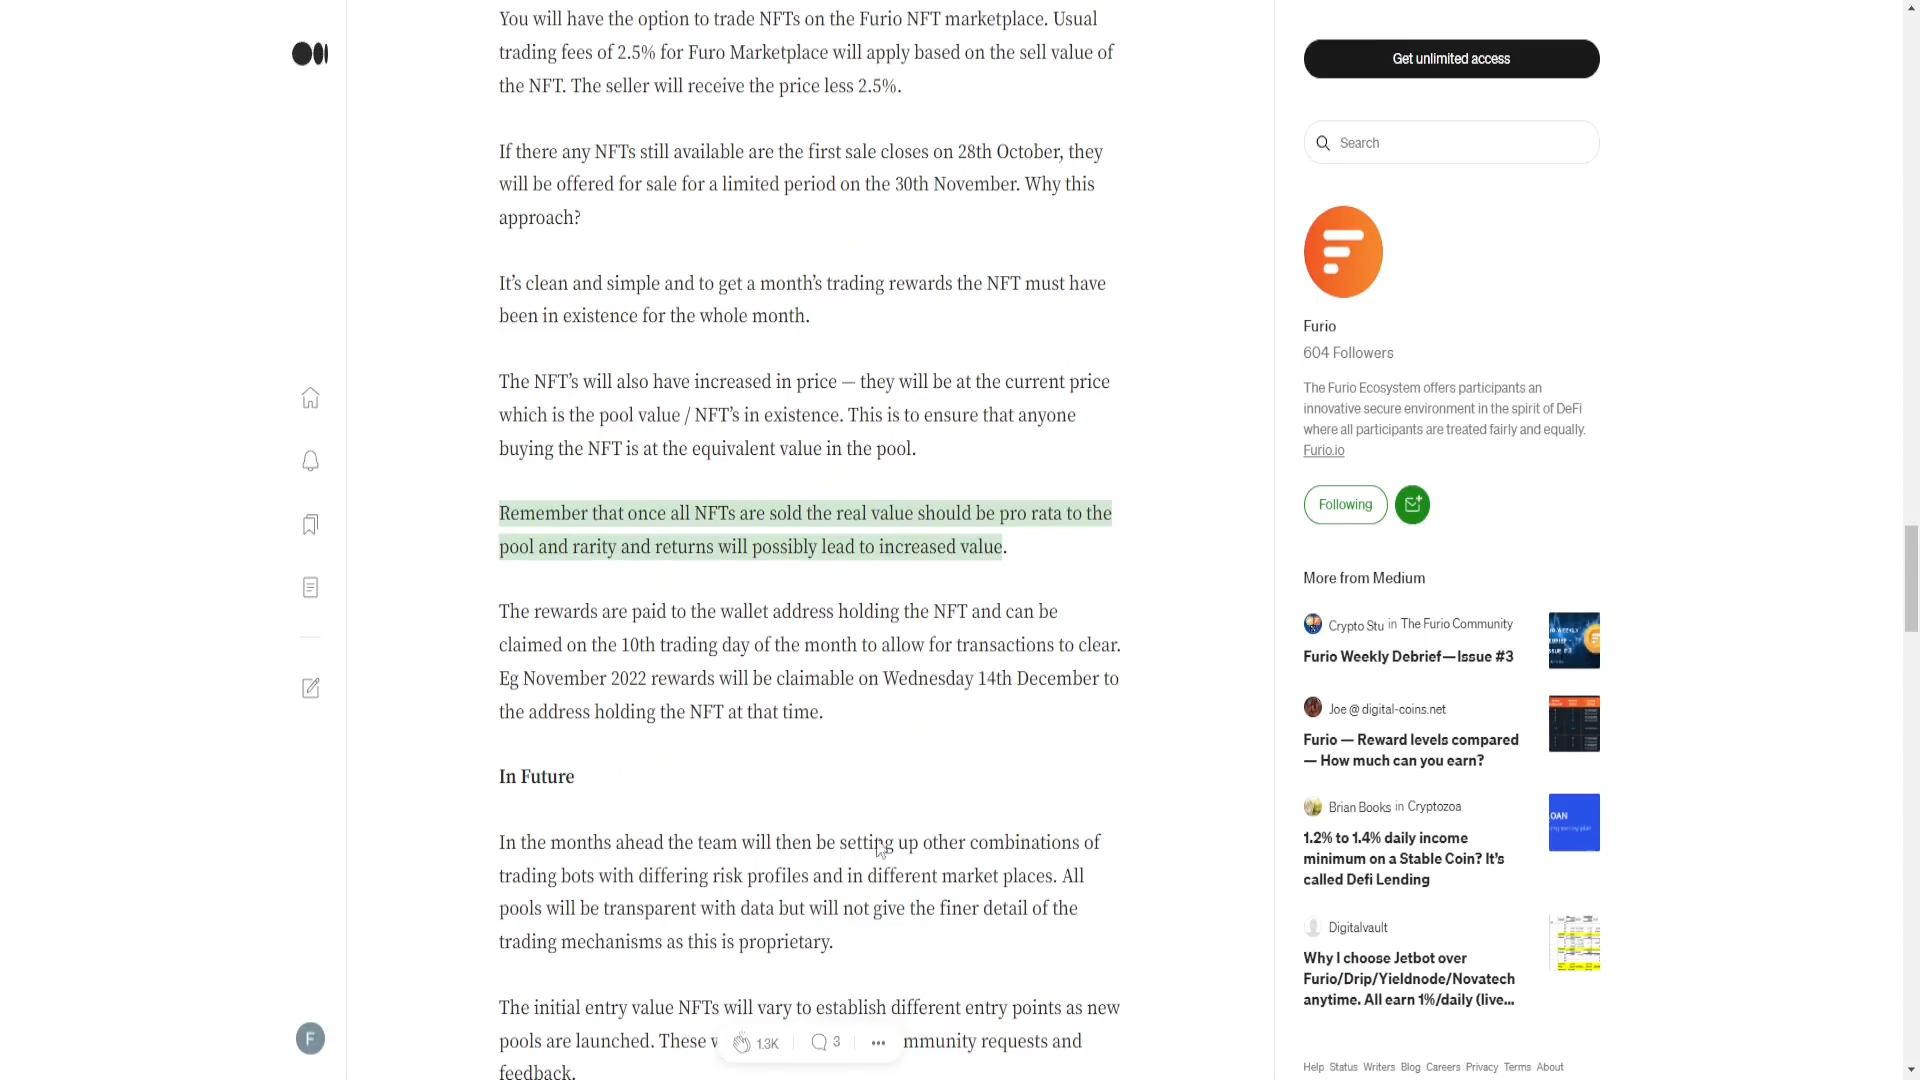 You will have the option to trade NFTs on the Furio NFT marketplace. Usual
trading fees of 2.5% for Furo Marketplace will apply based on the sell value of
the NFT. The seller will receive the price less 2.5%.
If there any NFTs still available are the first sale closes on 28th October, they
will be offered for sale for a limited period on the 30th November. Why this
approach?
It’s clean and simple and to get a month’s trading rewards the NFT must have
been in existence for the whole month.
The NFT’s will also have increased in price — they will be at the current price
which is the pool value / NFT’s in existence. This is to ensure that anyone
buying the NFT is at the equivalent value in the pool.
Remember that once all NFTs are sold the real value should be pro rata to the
pool and rarity and returns will possibly lead to increased value.
The rewards are paid to the wallet address holding the NFT and can be
claimed on the 10th trading day of the month to allow for transactions to clear.
Eg November 2022 rewards will be claimable on Wednesday 14th December to
the address holding the NFT at that time.
In Future
In the months ahead the team will then be setting up other combinations of
trading bots with differing risk profiles and in different market places. All
pools will be transparent with data but will not give the finer detail of the
trading mechanisms as this is proprietary.
The initial entry value NFTs will vary to establish different entry points as new
pools are launched. These mmunity requests and
feedback.
1.3K 3
F
Get unlimited access
Search
Furio
604 Followers
The Furio Ecosystem offers participants an
innovative secure environment in the spirit of DeFi
where all participants are treated fairly and equally.
Furio.io
Following
More from Medium
Crypto Stu in The Furio Community
Furio Weekly Debrief—Issue #3
Joe @ digital-coins.net
Furio — Reward levels compared
— How much can you earn?
Brian Books in Cryptozoa
1.2% to 1.4% daily income
minimum on a Stable Coin? It’s
called Defi Lending
Digitalvault
Why I choose Jetbot over
Furio/Drip/Yieldnode/Novatech
anytime. All earn 1%/daily (live...
Help Status Writers Blog Careers Privacy Terms About